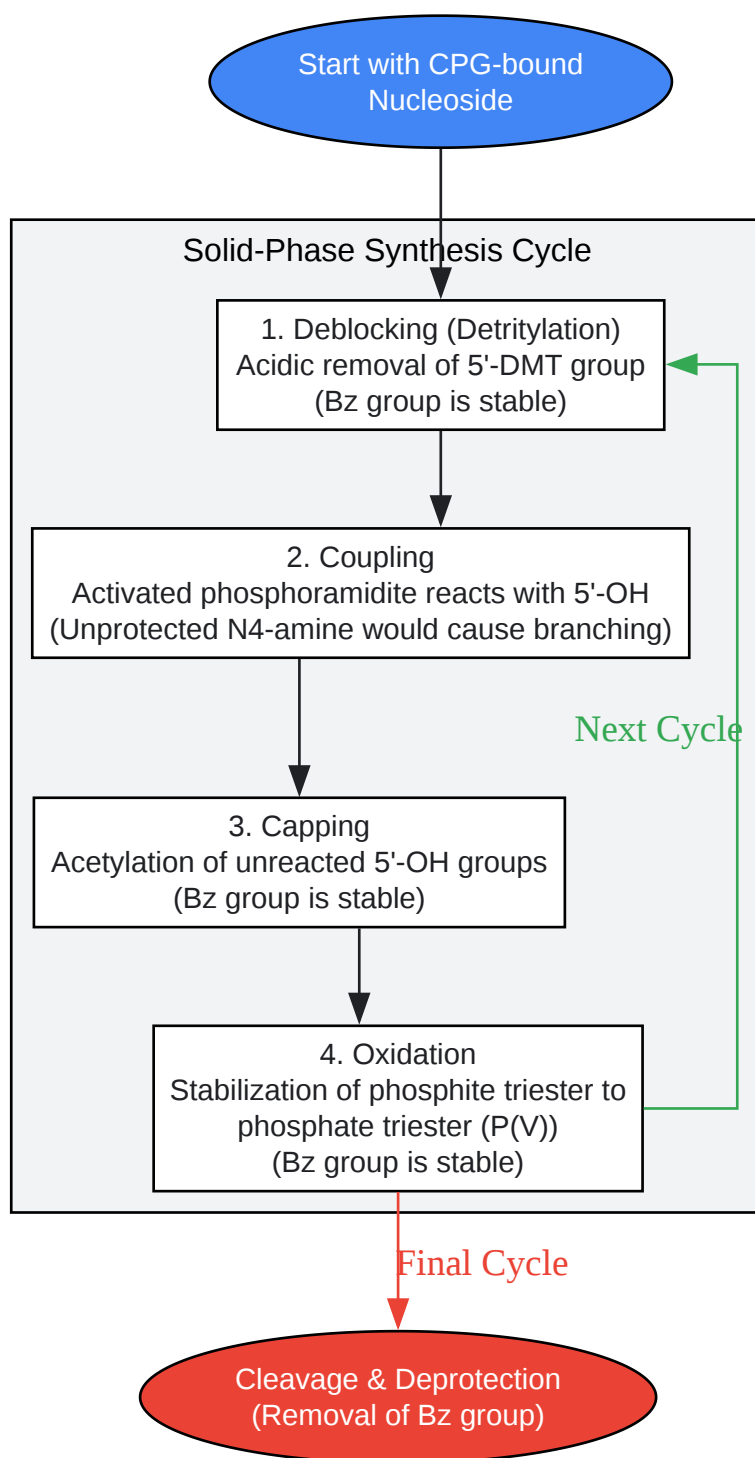 Start with CPG-bound
Nucleoside
Solid-Phase Synthesis Cycle
1. Deblocking (Detritylation)
Acidic removal of 5'-DMT group
(Bz group is stable)
2. Coupling
Activated phosphoramidite reacts with 5'-OH
(Unprotected N4-amine would cause branching)
Next Cycle
3. Capping
Acetylation of unreacted 5'-OH groups
(Bz group is stable)
4. Oxidation
Stabilization of phosphite triester to
phosphate triester (P(V))
(Bz group is stable)
Final Cycle
Cleavage & Deprotection
(Removal of Bz group)